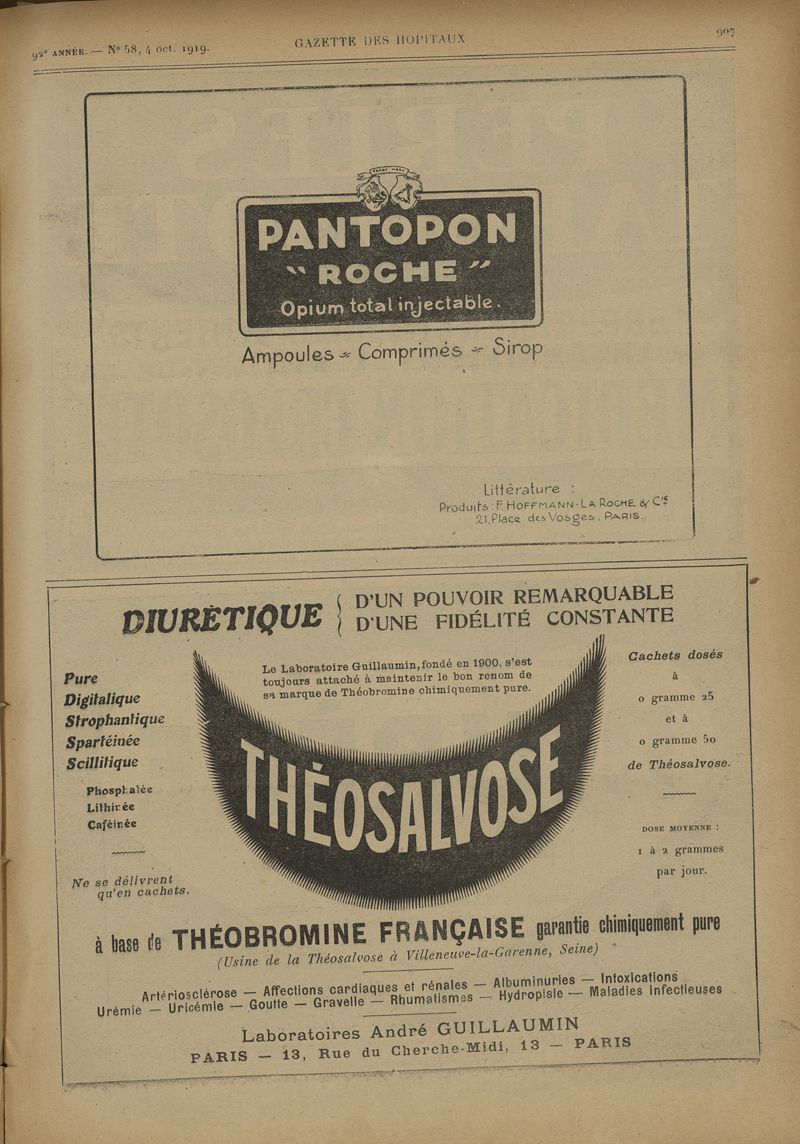 92e ANNÉE. — No 58, 4 oct. 1919.
GAZETTE DES HOPITAUX
907
PANTOPON
"ROCHE"
Opium total injectable.
Ampoules - Comprimés - Sirop
Littérature :
Produits : F. HOFFMANN-LA ROCHE & Cie
21, Place des Vosges. PARIS.
DIURÉTIQUE
D'UN POUVOIR REMARQUABLE
D'UNE FIDÉLITÉ CONSTANTE
Le Laboratoire Guillaumin, fondé en 1900, s'est
toujours attaché à maintenir le bon renom de
sa marque de Théobromine chimiquement pure.
Pure
Digitalique
Strophantique
Spartéinée
Scillitique
Phosphatée
Lithirée
Caféinée
Ne se délivrent
qu'en cachets.
THÉOSALVOSE
Cachets dosés
à
0 gramme 25
et à
0 gramme 50
de Théosalvose.
DOSE MOYENNE :
1 à 2 grammes
par jour.
à base de THÉOBROMINE FRANÇAISE garantie chimiquement pure
(Usine de la Théosalvose à Villeneuve-la-Garenne, Seine)
Artériosclérose — Affections cardiaques et rénales — Albuminuries — Intoxications
Urémie — Uricémie — Goutte — Gravelle — Rhumatismes — Hydropisie — Maladies infectieuses
Laboratoires André GUILLAUMIN
PARIS — 13, Rue du Cherche-Midi, 13 — PARIS